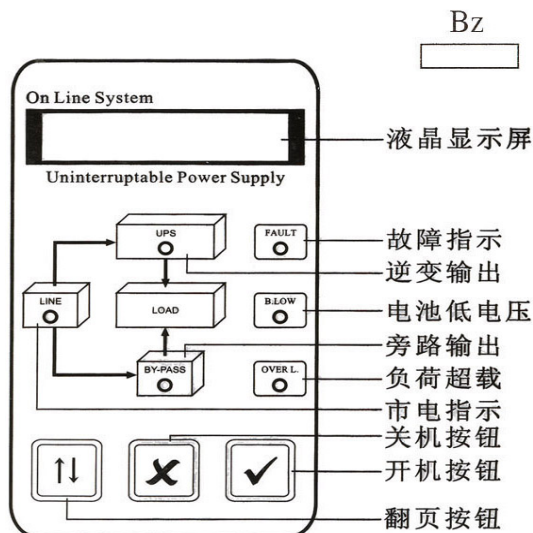 Bz
On Line System
液晶显示屏
Uninterruptable Power Supply
UPS
FAULT
故障指示
逆变输出
LINE
LOAD
B.LOW
电池低电压
旁路输出
BY-PASS
OVER L.
负荷超载
市电指示
关机按钮
开机按钮
翻页按钮